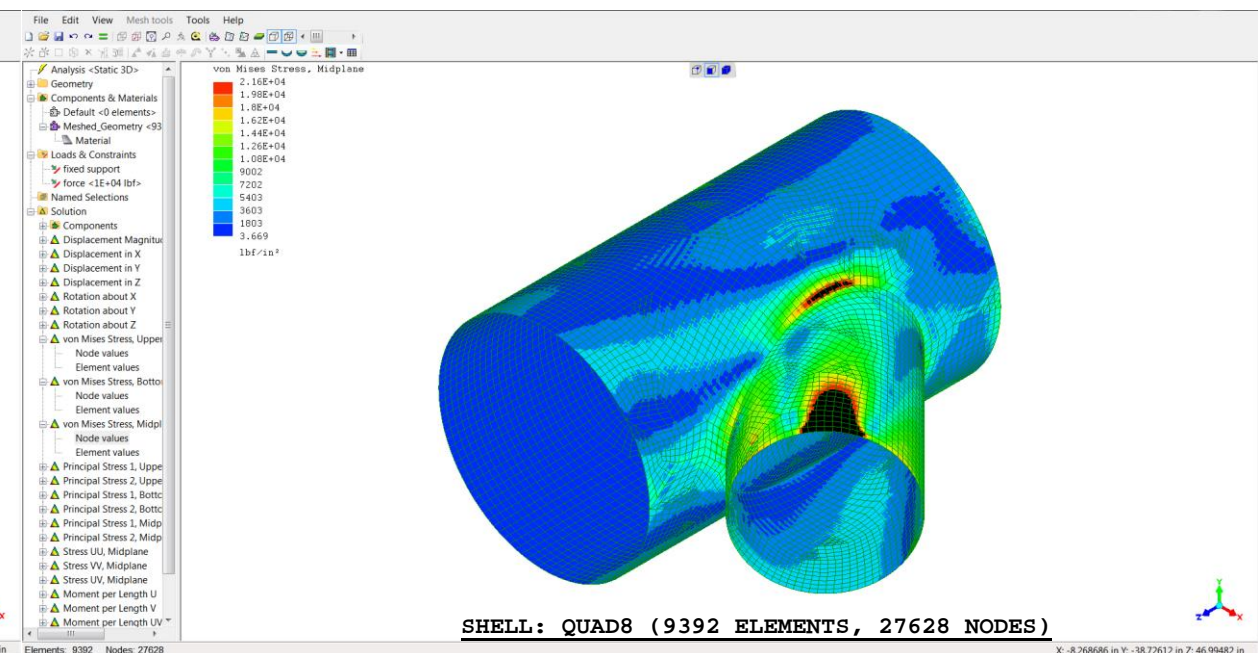 File Edit View Mesh tools Tools Help
Analysis <Static 3D>
Geometry
Components & Materials
Default <0 elements>
Meshed_Geometry <93
Material
Loads & Constraints
fixed support
force <1E+04 lbf>
Named Selections
Solution
Components
Displacement Magnitu
Displacement in X
Displacement in Y
Displacement in Z
Rotation about X
Rotation about Y
Rotation about Z
von Mises Stress, Upper
Node values
Element values
von Mises Stress, Botto
Node values
Element values
von Mises Stress, Midpl
Node values
Element values
Principal Stress 1, Uppe
Principal Stress 2, Uppe
Principal Stress 1, Bottc
Principal Stress 2, Bottc
Principal Stress 1, Midp
Principal Stress 2, Midp
Stress UU, Midplane
Stress VV, Midplane
Stress UV, Midplane
Moment per Length U
Moment per Length V
Moment per Length UV
von Mises Stress, Midplane
2.16E+04
1.98E+04
1.8E+04
1.62E+04
1.44E+04
1.26E+04
1.08E+04
9002
7202
5403
3603
1803
3.669
lbf/in²
Y
Z X
X
SHELL: QUAD8 (9392 ELEMENTS, 27628 NODES)
in Elements: 9392 Nodes: 27628
X: -8.268686 in Y: -38.72612 in Z: 46.99482 in